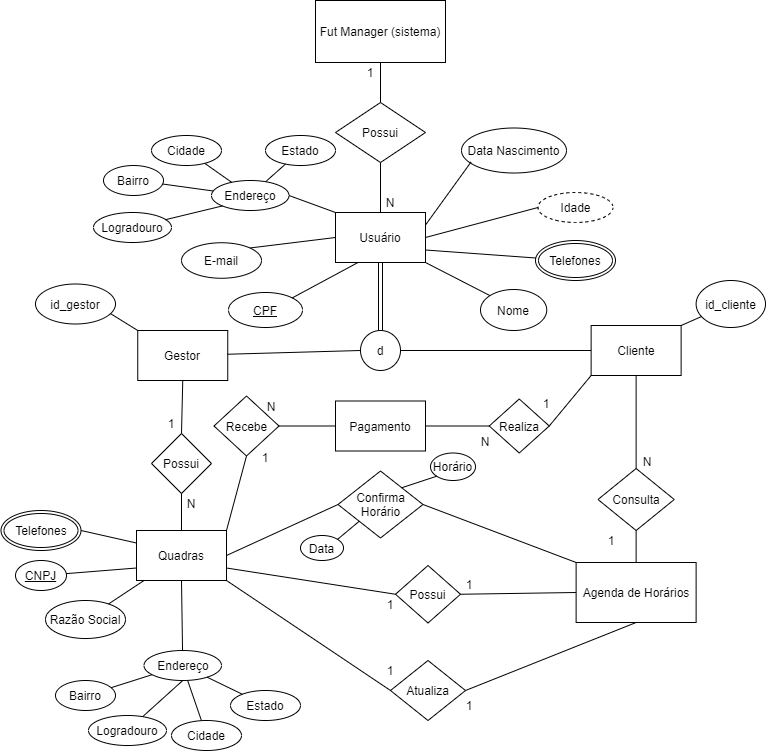 Fut Manager (sistema)
1
Possui
N
Cidade
Estado
Data Nascimento
Bairro
Endereço
Idade
Logradouro
Usuário
E-mail
Telefones
CPF
Nome
id_gestor
id_cliente
Gestor
d
Cliente
1
N
1
Recebe
Pagamento
N
Realiza
1
Possui
N
N
Consulta
1
Horário
Confirma
Horário
Data
Telefones
Quadras
CNPJ
1
Possui
1
Agenda de Horários
Razão Social
1
Atualiza
1
Endereço
Bairro
Logradouro
Cidade
Estado